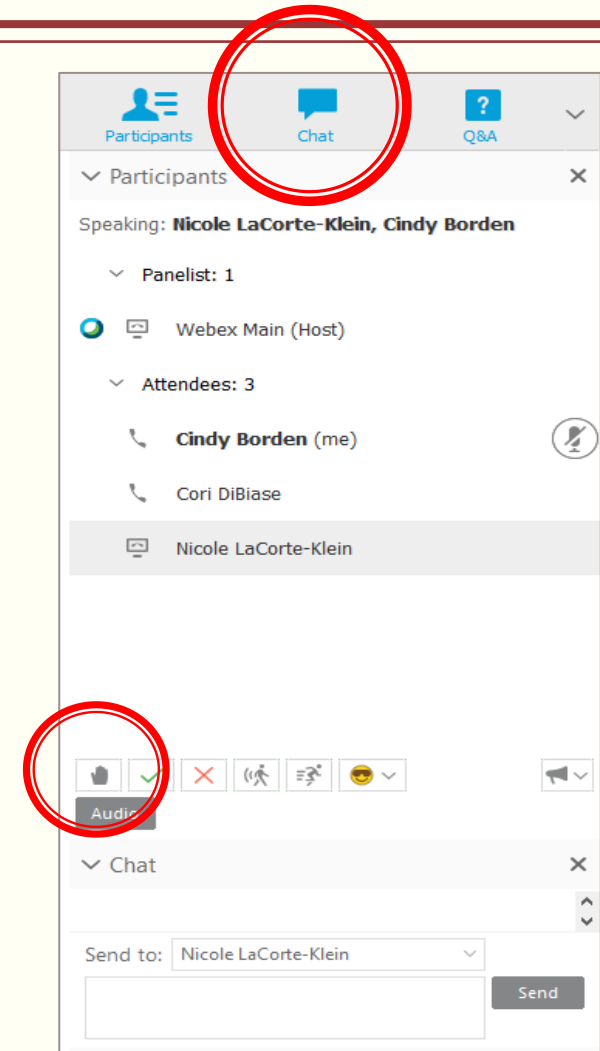 Participants Chat ? Q&A
Participants
Speaking: Nicole LaCorte-Klein, Cindy Borden
Panelist: 1
Webex Main (Host)
Attendees: 3
Cindy Borden (me)
Cori DiBiase
Nicole LaCorte-Klein
Audio
Chat
Send to: Nicole LaCorte-Klein
Send